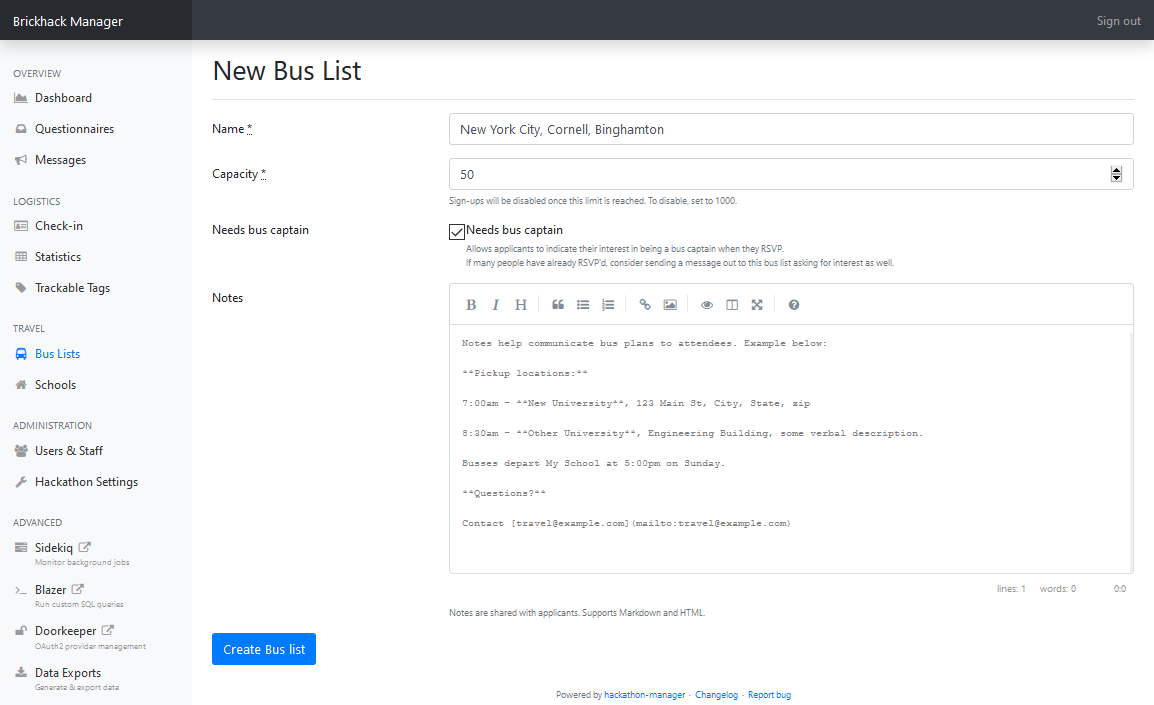 Brickhack Manager
Sign out
OVERVIEW
Dashboard
Questionnaires
Messages
LOGISTICS
Check-in
Statistics
Trackable Tags
TRAVEL
Bus Lists
Schools
ADMINISTRATION
Users & Staff
Hackathon Settings
ADVANCED
Sidekiq
Monitor background jobs
Blazer
Run custom SQL queries
Doorkeeper
OAuth2 provider management
Data Exports
Generate & export data
New Bus List
Name *
New York City, Cornell, Binghamton
Capacity *
50
Sign-ups will be disabled once this limit is reached. To disable, set to 1000.
Needs bus captain
Needs bus captain
Allows applicants to indicate their interest in being a bus captain when they RSVP.
If many people have already RSVP'd, consider sending a message out to this bus list asking for interest as well.
Notes
B I H
Notes help communicate bus plans to attendees. Example below:
**Pickup locations:**
7:00am - **New University**, 123 Main St, City, State, zip
8:30am - **Other University**, Engineering Building, some verbal description.
Busses depart My School at 5:00pm on Sunday.
**Questions?**
Contact [travel@example.com](mailto:travel@example.com)
lines: 1 words: 0 0:0
Notes are shared with applicants. Supports Markdown and HTML.
Create Bus list
Powered by hackathon-manager · Changelog · Report bug